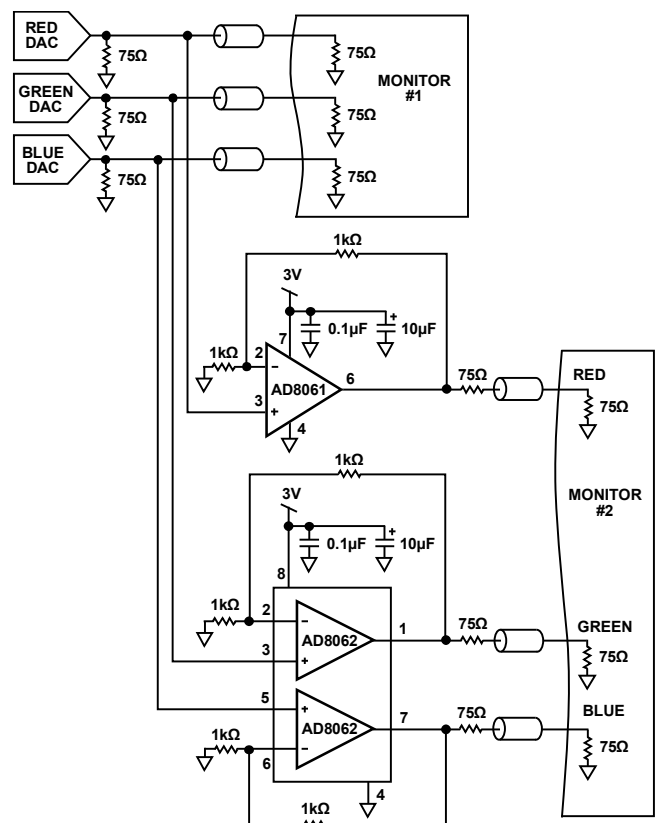 RED
DAC
75Ω
75Ω
MONITOR
#1
GREEN
DAC
75Ω
75Ω
BLUE
DAC
75Ω
75Ω
1kΩ
3V
0.1µF
+
10µF
7
1kΩ
2
−
AD8061
6
3
+
4
75Ω
RED
75Ω
1kΩ
3V
0.1µF
+
10µF
MONITOR
#2
8
1kΩ
2
−
AD8062
1
3
+
75Ω
GREEN
75Ω
5
+
AD8062
7
1kΩ
−
6
75Ω
BLUE
75Ω
4
1kΩ